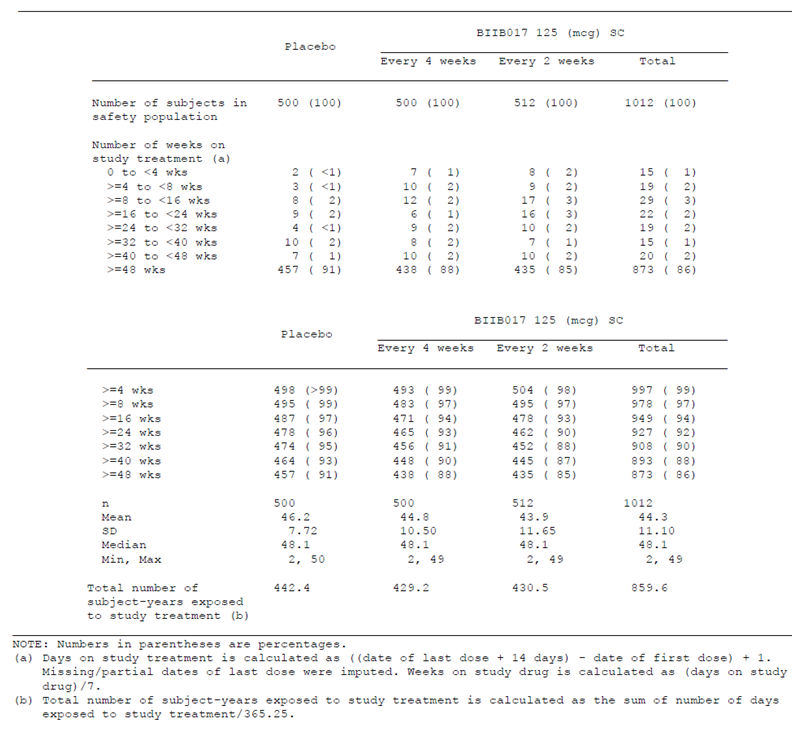 BIIB017 125 (mcg) SC
Placebo
Every 4 weeks Every 2 weeks Total
Number of subjects in 500 (100) 500 (100) 512 (100) 1012 (100)
safety population
Number of weeks on
study treatment (a)
0 to <4 wks 2 ( <1) 7 ( 1) 8 ( 2) 15 ( 1)
>=4 to <8 wks 3 ( <1) 10 ( 2) 9 ( 2) 19 ( 2)
>=8 to <16 wks 8 ( 2) 12 ( 2) 17 ( 3) 29 ( 3)
>=16 to <24 wks 9 ( 2) 6 ( 1) 16 ( 3) 22 ( 2)
>=24 to <32 wks 4 ( <1) 9 ( 2) 10 ( 2) 19 ( 2)
>=32 to <40 wks 10 ( 2) 8 ( 2) 7 ( 1) 15 ( 1)
>=40 to <48 wks 7 ( 1) 10 ( 2) 10 ( 2) 20 ( 2)
>=48 wks 457 ( 91) 438 ( 88) 435 ( 85) 873 ( 86)
BIIB017 125 (mcg) SC
Placebo
Every 4 weeks Every 2 weeks Total
>=4 wks 498 (>99) 493 ( 99) 504 ( 98) 997 ( 99)
>=8 wks 495 ( 99) 483 ( 97) 495 ( 97) 978 ( 97)
>=16 wks 487 ( 97) 471 ( 94) 478 ( 93) 949 ( 94)
>=24 wks 478 ( 96) 465 ( 93) 462 ( 90) 927 ( 92)
>=32 wks 474 ( 95) 456 ( 91) 452 ( 88) 908 ( 90)
>=40 wks 464 ( 93) 448 ( 90) 445 ( 87) 893 ( 88)
>=48 wks 457 ( 91) 438 ( 88) 435 ( 85) 873 ( 86)
n 500 500 512 1012
Mean 46.2 44.8 43.9 44.3
SD 7.72 10.50 11.65 11.10
Median 48.1 48.1 48.1 48.1
Min, Max 2, 50 2, 49 2, 49 2, 49
Total number of 442.4 429.2 430.5 859.6
subject-years exposed
to study treatment (b)
NOTE: Numbers in parentheses are percentages.
(a) Days on study treatment is calculated as ((date of last dose + 14 days) - date of first dose) + 1.
Missing/partial dates of last dose were imputed. Weeks on study drug is calculated as (days on study
drug)/7.
(b) Total number of subject-years exposed to study treatment is calculated as the sum of number of days
exposed to study treatment/365.25.